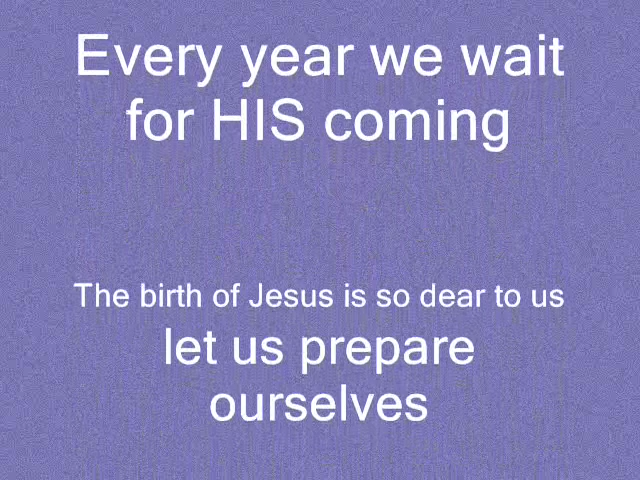 Every year we wait
for HIS coming
The birth of Jesus is so dear to us
let us prepare
ourselves